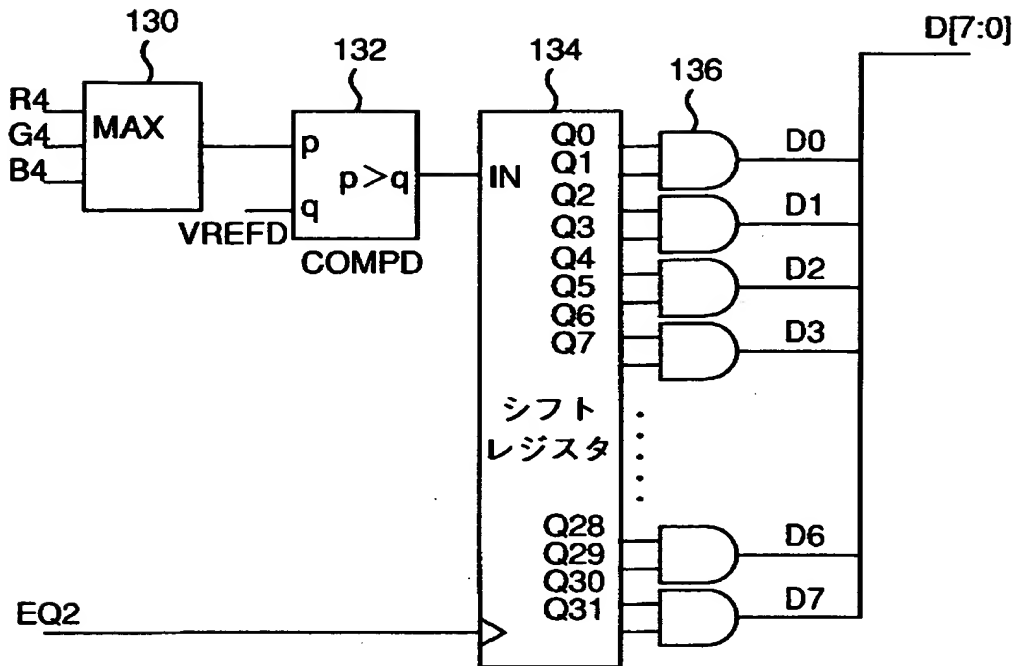 130
132
134
136
D[7:0]
R4
G4
B4
MAX
p
p>q
q
VREFD
COMPD
IN
Q0
Q1
Q2
Q3
Q4
Q5
Q6
Q7
シフト
レジスタ
Q28
Q29
Q30
Q31
D0
D1
D2
D3
D6
D7
EQ2